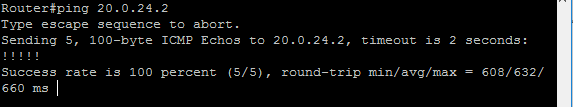 Router#ping 20.0.24.2
Type escape sequence to abort.
Sending 5, 100-byte ICMP Echos to 20.0.24.2, timeout is 2 seconds:
!!!!!
Success rate is 100 percent (5/5), round-trip min/avg/max = 608/632/
660 ms